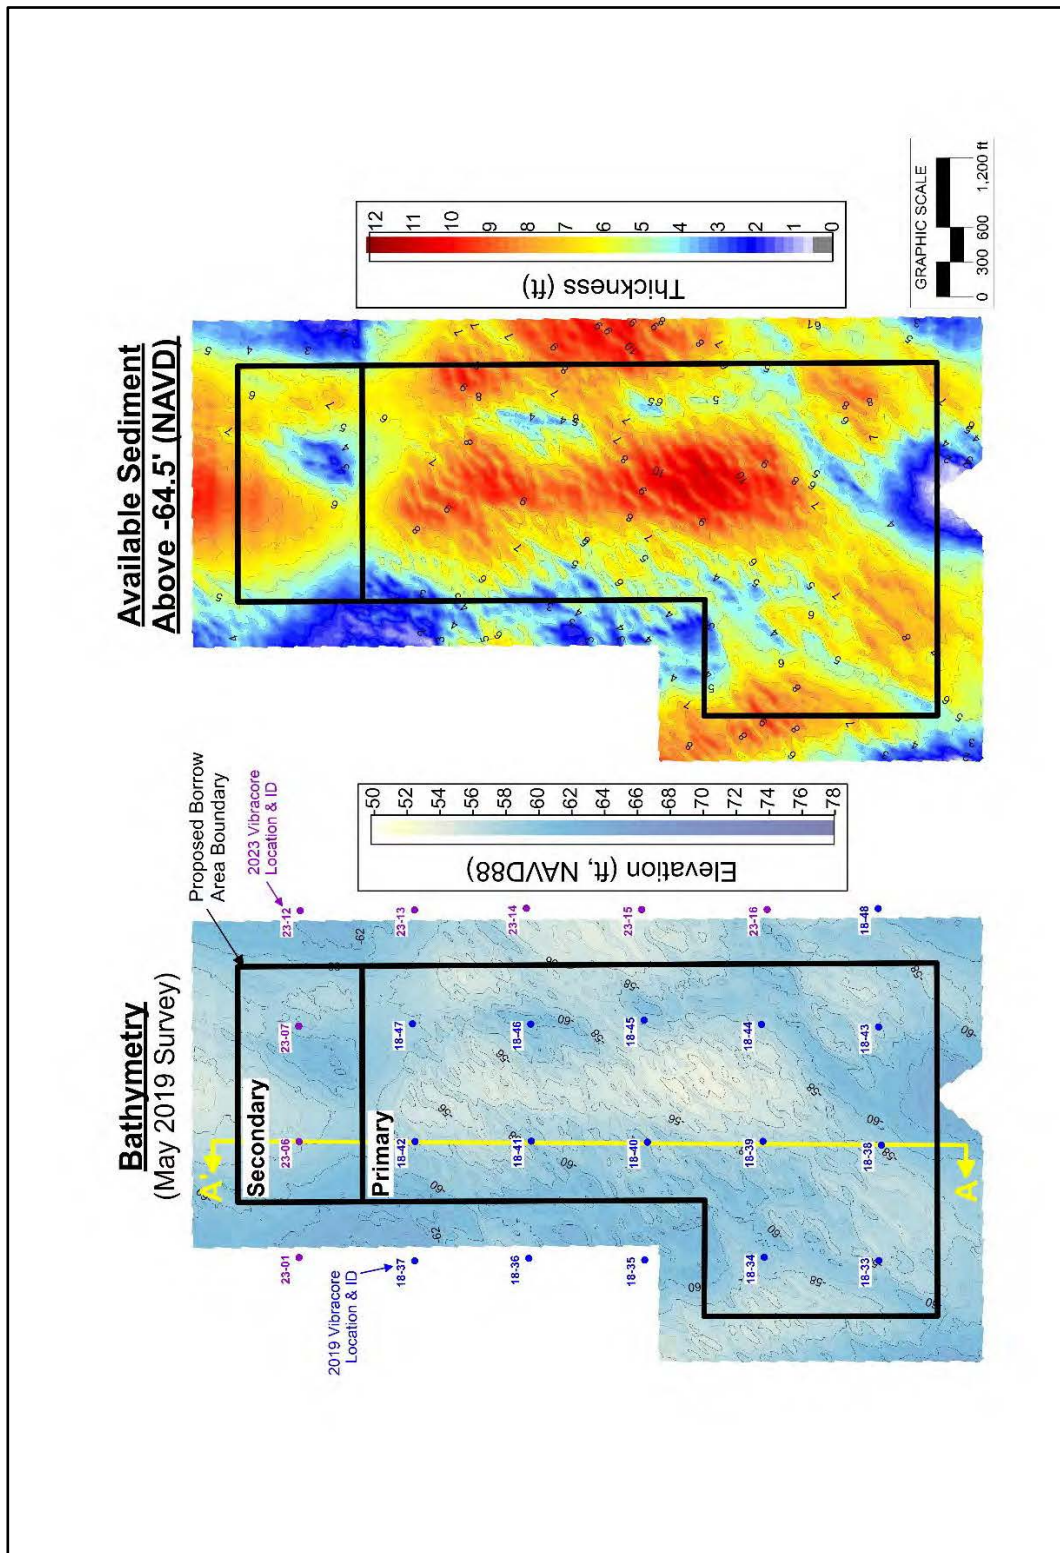 Bathymetry
(May 2019 Survey)
Proposed Borrow
Area Boundary
2023 Vibracore
Location & ID
2019 Vibracore
Location & ID
A'
Secondary
Primary
A
23-01
23-06
23-07
23-12
18-37
18-42
18-47
23-13
18-36
18-41
18-46
23-14
18-35
18-40
18-45
23-15
18-34
18-39
18-44
23-16
18-33
18-38
18-43
18-48
Elevation (ft, NAVD88)
-50
-52
-54
-56
-58
-60
-62
-64
-66
-68
-70
-72
-74
-76
-78
Available Sediment
Above -64.5' (NAVD)
Thickness (ft)
12
11
10
9
8
7
6
5
4
3
2
1
0
GRAPHIC SCALE
0 300 600 1,200 ft